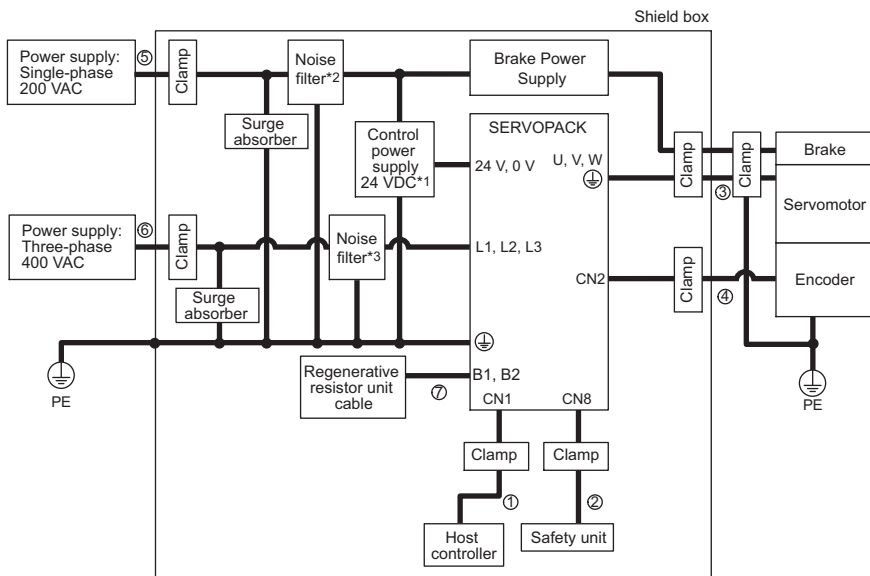 Shield box
Power supply:
Single-phase
200 VAC
⑤
Clamp
Noise
filter*2
Brake Power
Supply
Surge
absorber
Control
power
supply
24 VDC*1
SERVOPACK
24 V, 0 V
U, V, W
Clamp
Clamp
③
Brake
Servomotor
Encoder
Power supply:
Three-phase
400 VAC
⑥
Clamp
Noise
filter*3
L1, L2, L3
CN2
Clamp
④
Surge
absorber
PE
Regenerative
resistor unit
cable
⑦
B1, B2
CN1
CN8
PE
Clamp
Clamp
①
②
Host
controller
Safety unit